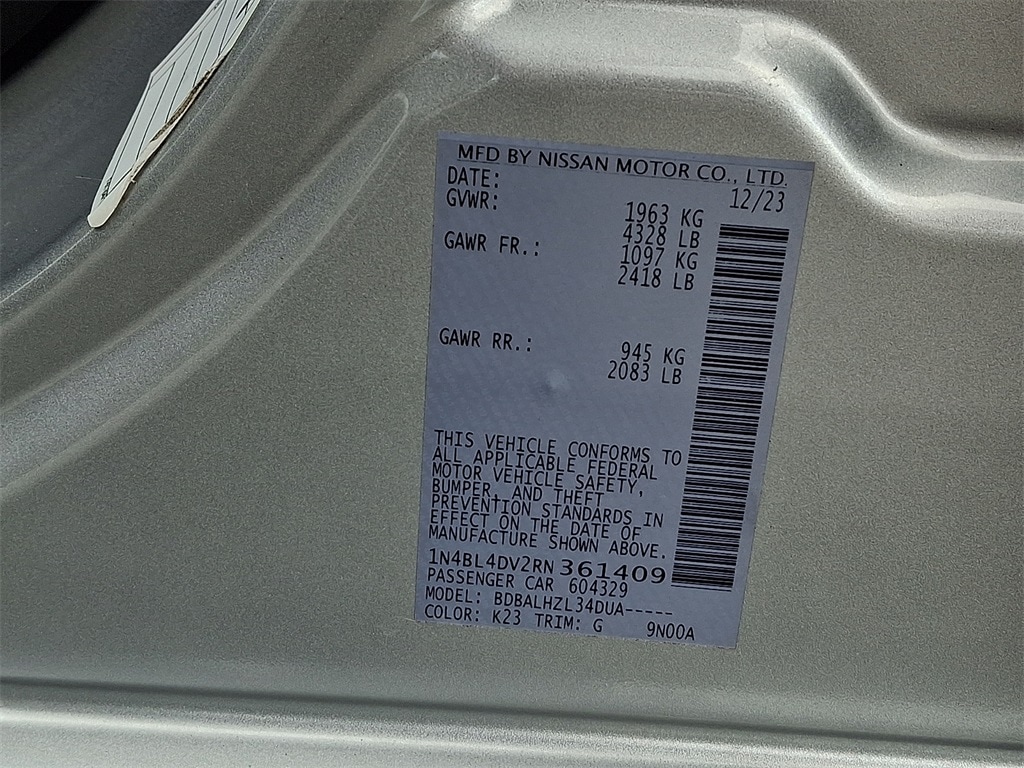 MFD BY NISSAN MOTOR CO., LTD.
DATE: 12/23
GVWR: 1963 KG
4328 LB
GAWR FR.: 1097 KG
2418 LB
GAWR RR.: 945 KG
2083 LB
THIS VEHICLE CONFORMS TO
ALL APPLICABLE FEDERAL
MOTOR VEHICLE SAFETY,
BUMPER, AND THEFT
PREVENTION STANDARDS IN
EFFECT ON THE DATE OF
MANUFACTURE SHOWN ABOVE.
1N4BL4DV2RN 361409
PASSENGER CAR 604329
MODEL: BDBALHZL34DUA-----
COLOR: K23 TRIM: G 9N00A